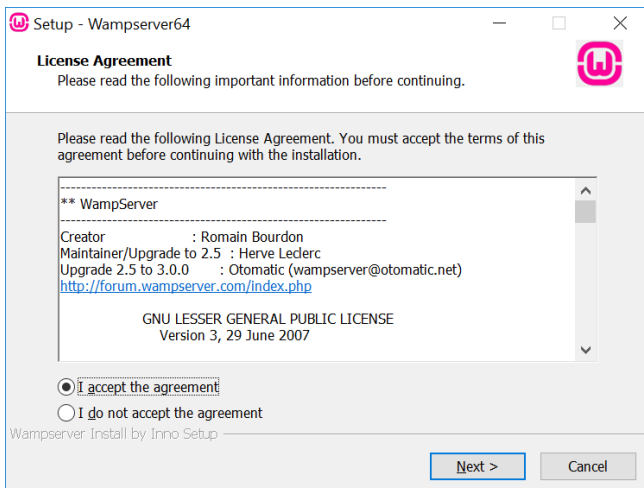 Setup - Wampserver64
License Agreement
Please read the following important information before continuing.
Please read the following License Agreement. You must accept the terms of this
agreement before continuing with the installation.
---------------------------------------------------------------
** WampServer
---------------------------------------------------------------
Creator : Romain Bourdon
Maintainer/Upgrade to 2.5 : Herve Leclerc
Upgrade 2.5 to 3.0.0 : Otomatic (wampserver@otomatic.net)
http://forum.wampserver.com/index.php
GNU LESSER GENERAL PUBLIC LICENSE
Version 3, 29 June 2007
I accept the agreement
I do not accept the agreement
Wampserver Install by Inno Setup
Next > Cancel